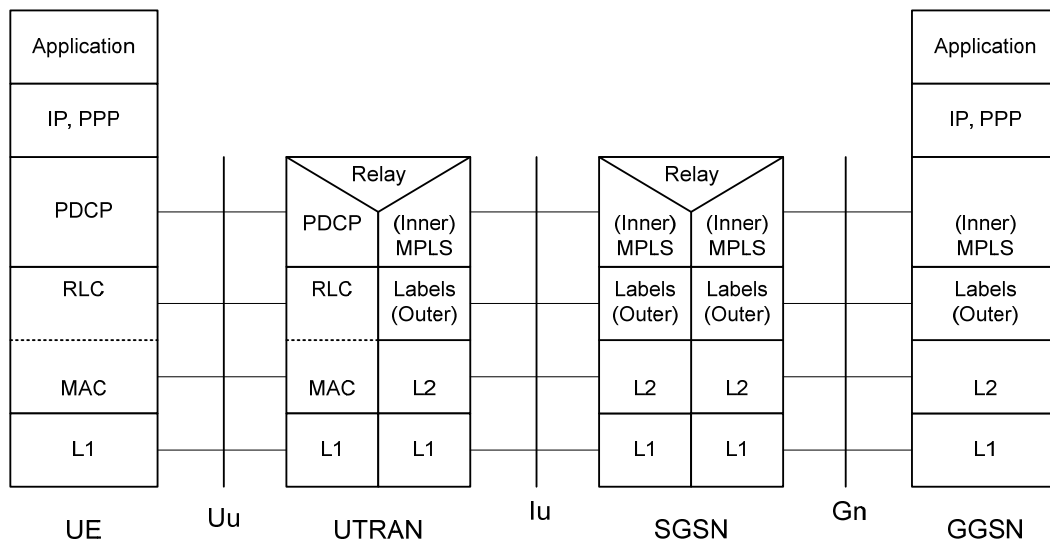 Application
IP, PPP
PDCP
RLC
MAC
L1
UE
Uu
Relay
PDCP
(Inner)
MPLS
RLC
Labels
(Outer)
MAC
L2
L1
L1
UTRAN
Iu
Relay
(Inner)
MPLS
(Inner)
MPLS
Labels
(Outer)
Labels
(Outer)
L2
L2
L1
L1
SGSN
Gn
Application
IP, PPP
(Inner)
MPLS
Labels
(Outer)
L2
L1
GGSN